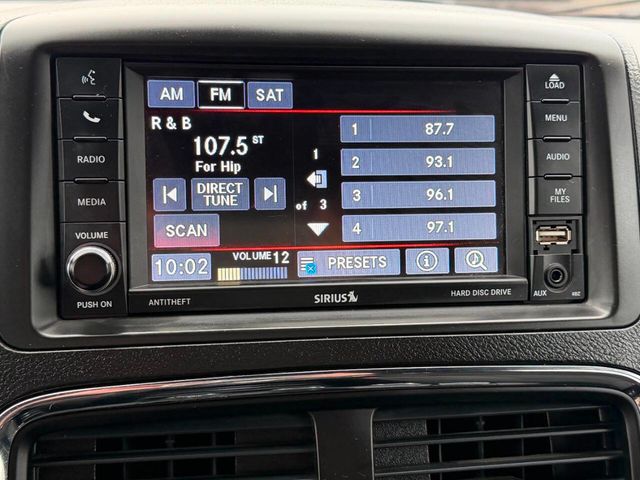 AM FM SAT
R & B
107.5 ST
For Hip
DIRECT
TUNE
SCAN
10:02
VOLUME 12
1
of 3
1 87.7
2 93.1
3 96.1
4 97.1
PRESETS
RADIO
MEDIA
VOLUME
PUSH ON
ANTITHEFT
SIRIUS
HARD DISC DRIVE
LOAD
MENU
AUDIO
MY
FILES
AUX
RBZ